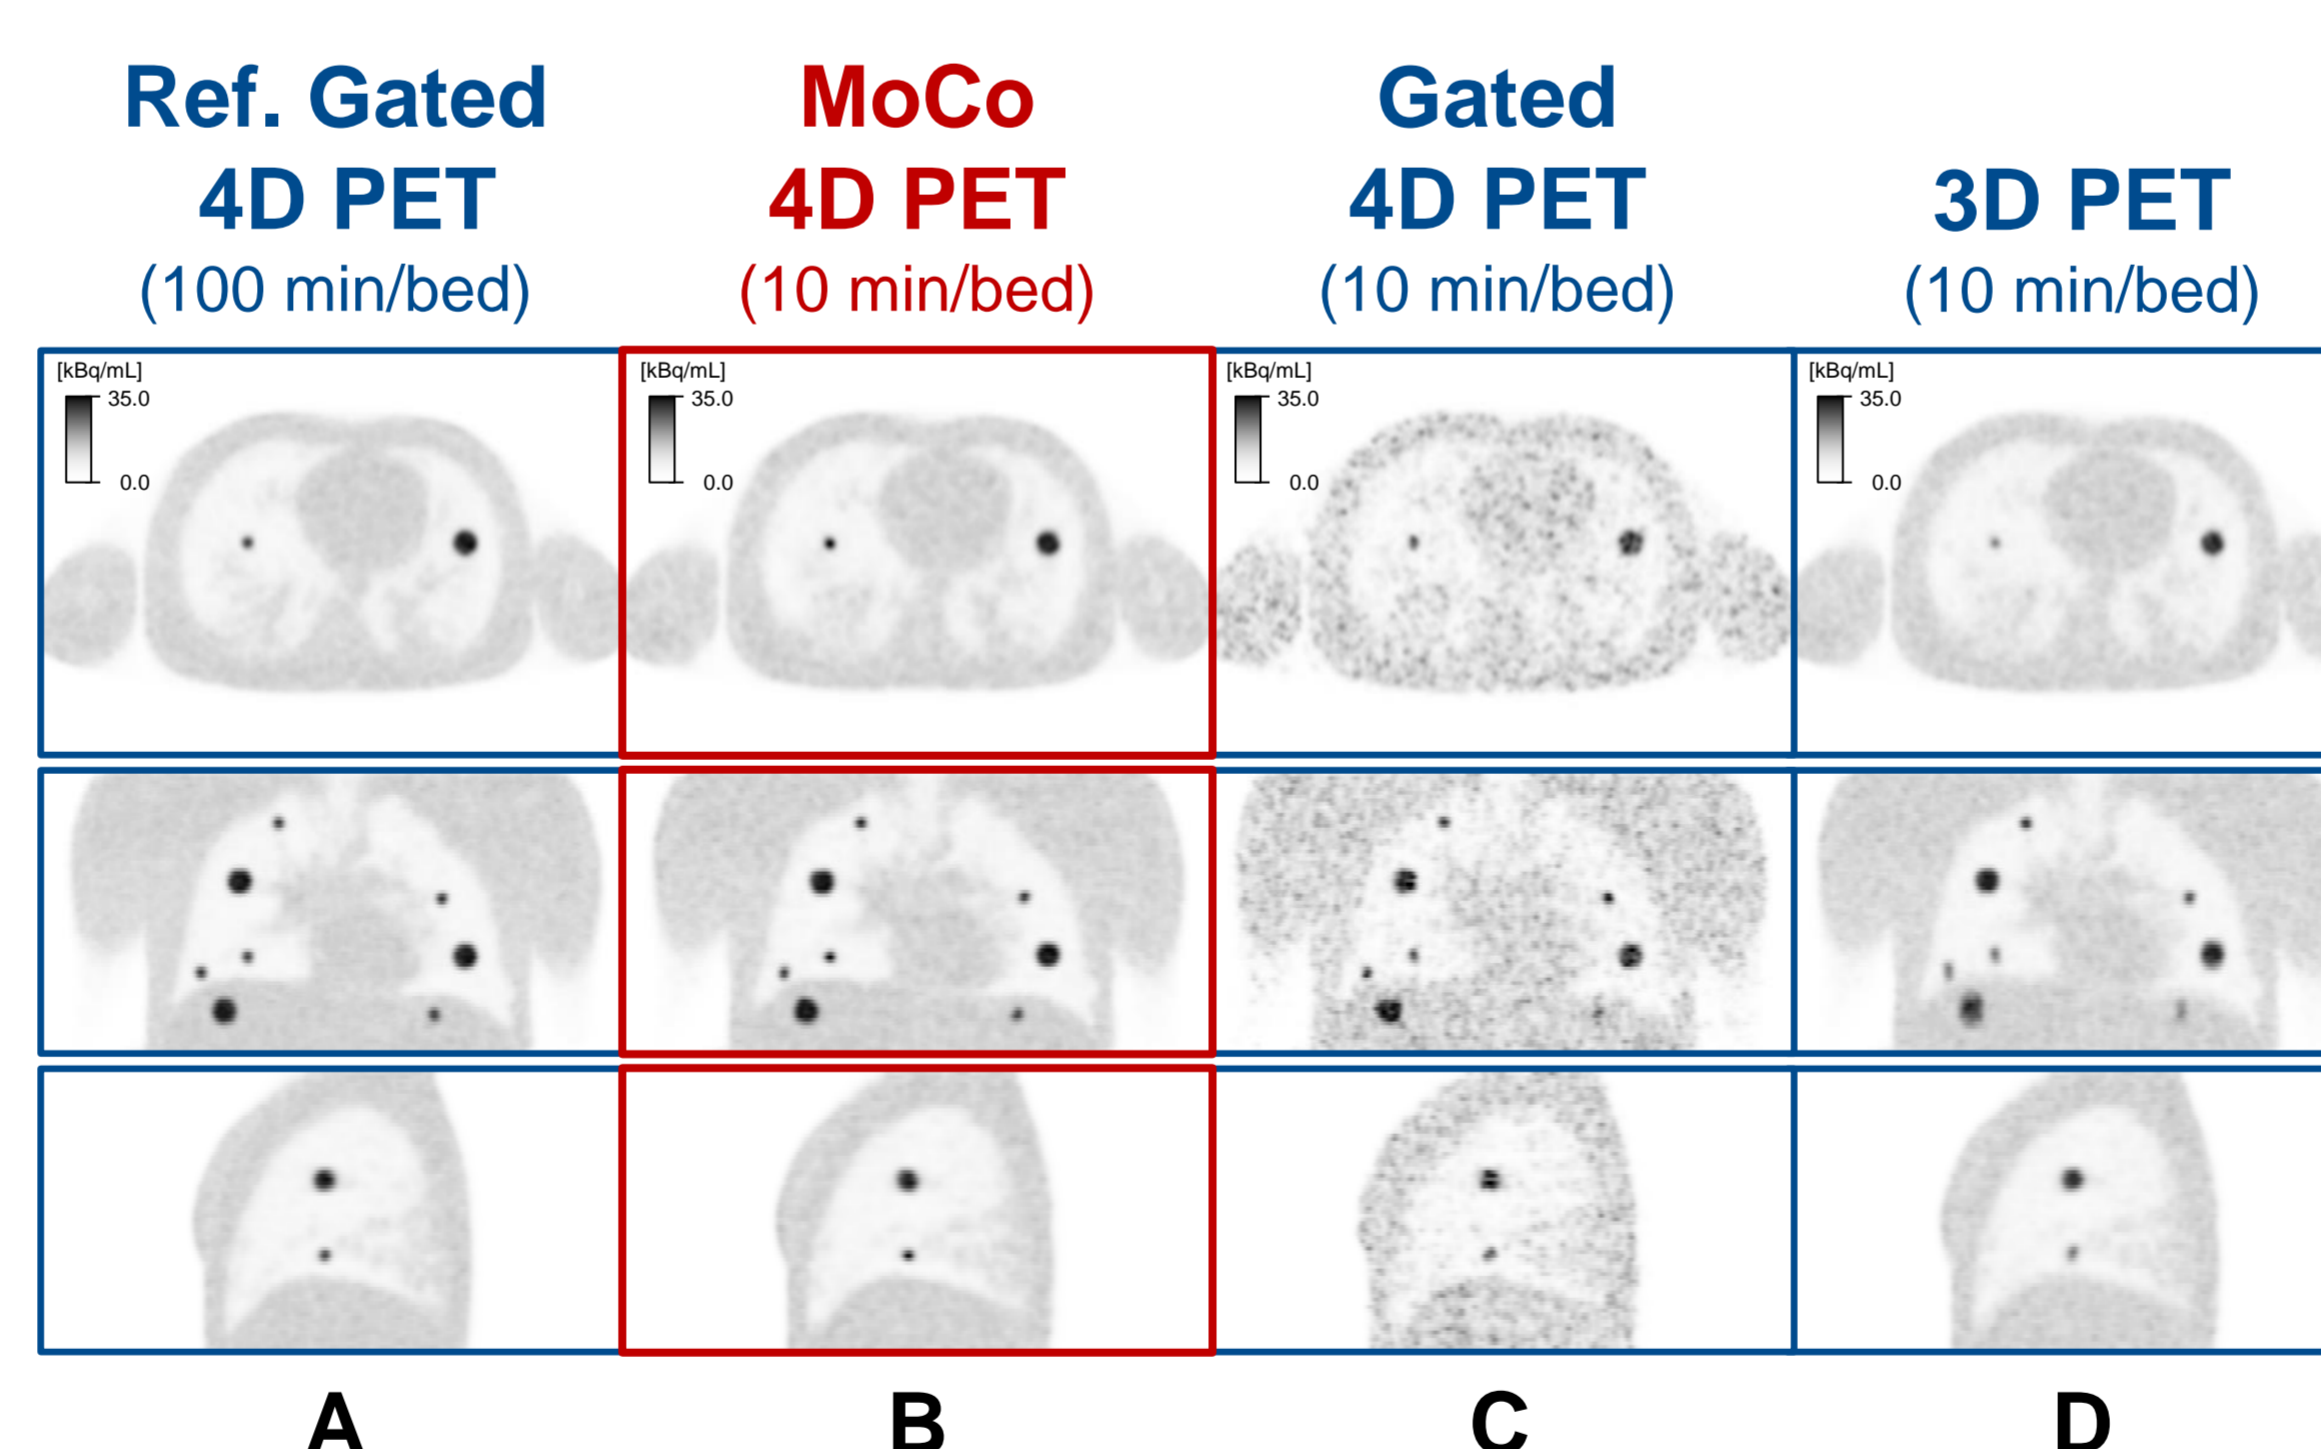 Ref. Gated
4D PET
(100 min/bed)
MoCo
4D PET
(10 min/bed)
Gated
4D PET
(10 min/bed)
3D PET
(10 min/bed)
[kBq/mL]
35.0
0.0
[kBq/mL]
35.0
0.0
[kBq/mL]
35.0
0.0
[kBq/mL]
35.0
0.0
A
B
C
D